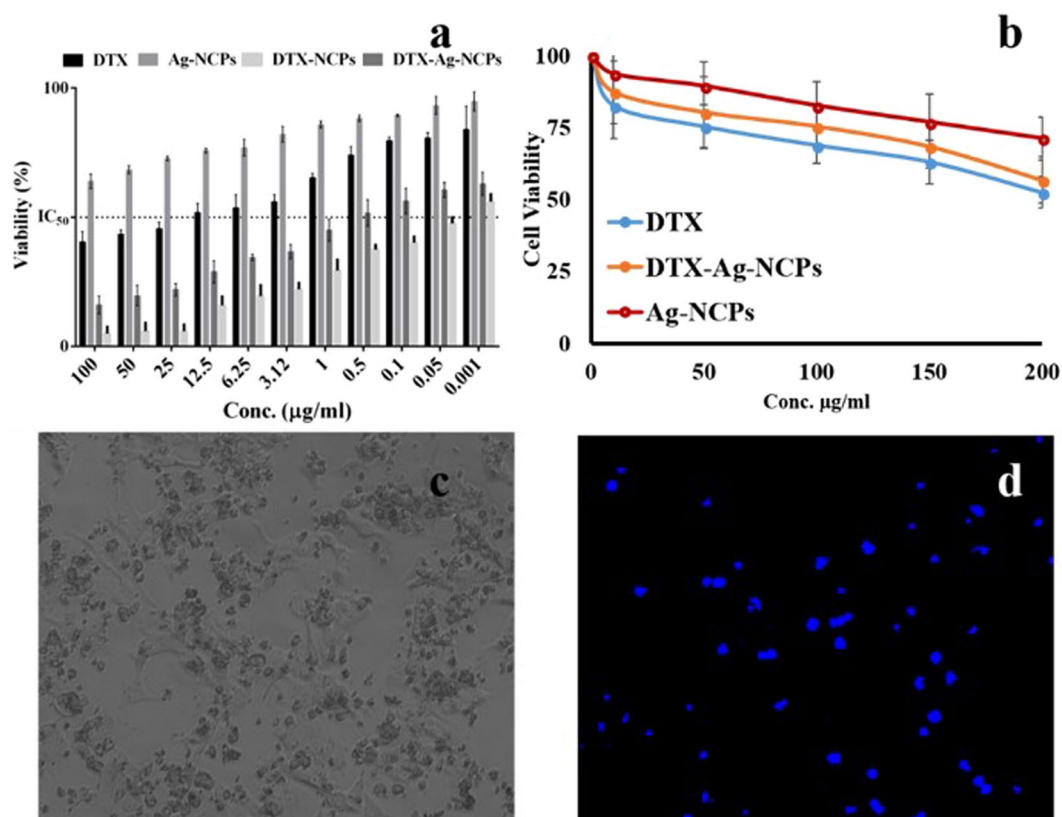 a
DTX Ag-NCPs DTX-NCPs DTX-Ag-NCPs
100
IC50
0
Viability (%)
100 50 25 12.5 6.25 3.12 1 0.5 0.1 0.05 0.001
Conc. (µg/ml)
b
100
75
50
25
0
Cell Viability
DTX
DTX-Ag-NCPs
Ag-NCPs
0 50 100 150 200
Conc. µg/ml
c
d